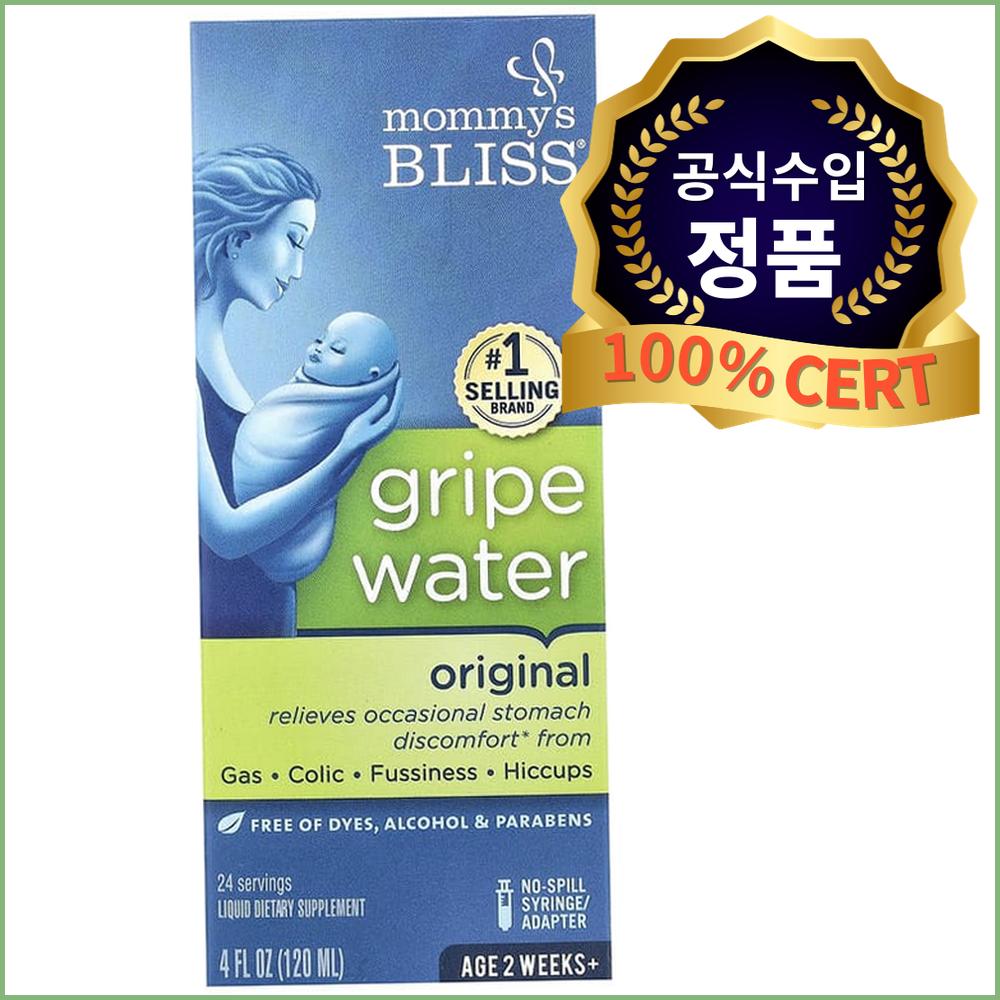 mommy's
BLISS®
공식수입
정품
100% CERT
#1
SELLING
BRAND
gripe
water
original
relieves occasional stomach
discomfort* from
Gas • Colic • Fussiness • Hiccups
FREE OF DYES, ALCOHOL & PARABENS
24 servings
LIQUID DIETARY SUPPLEMENT
NO-SPILL
SYRINGE/
ADAPTER
4 FL OZ (120 ML)
AGE 2 WEEKS+